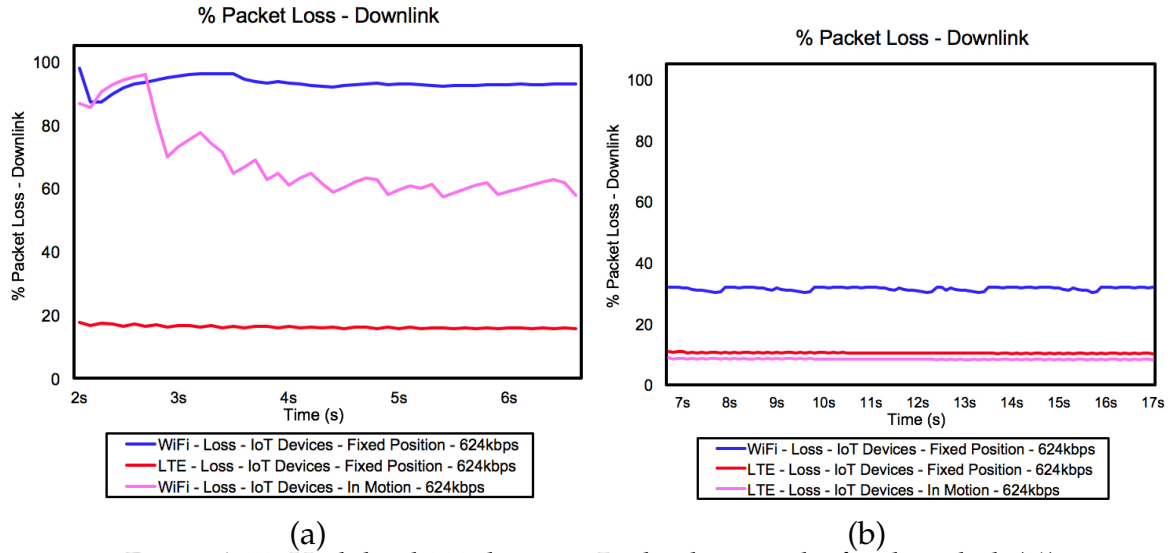 % Packet Loss - Downlink
% Packet Loss - Downlink
100
80
60
40
20
0
2s 3s 4s 5s 6s
Time (s)
WiFi - Loss - IoT Devices - Fixed Position - 624kbps
LTE - Loss - IoT Devices - Fixed Position - 624kbps
WiFi - Loss - IoT Devices - In Motion - 624kbps
(a)
% Packet Loss - Downlink
% Packet Loss - Downlink
100
80
60
40
20
0
7s 8s 9s 10s 11s 12s 13s 14s 15s 16s 17s
Time (s)
WiFi - Loss - IoT Devices - Fixed Position - 624kbps
LTE - Loss - IoT Devices - Fixed Position - 624kbps
LTE - Loss - IoT Devices - In Motion - 624kbps
(b)